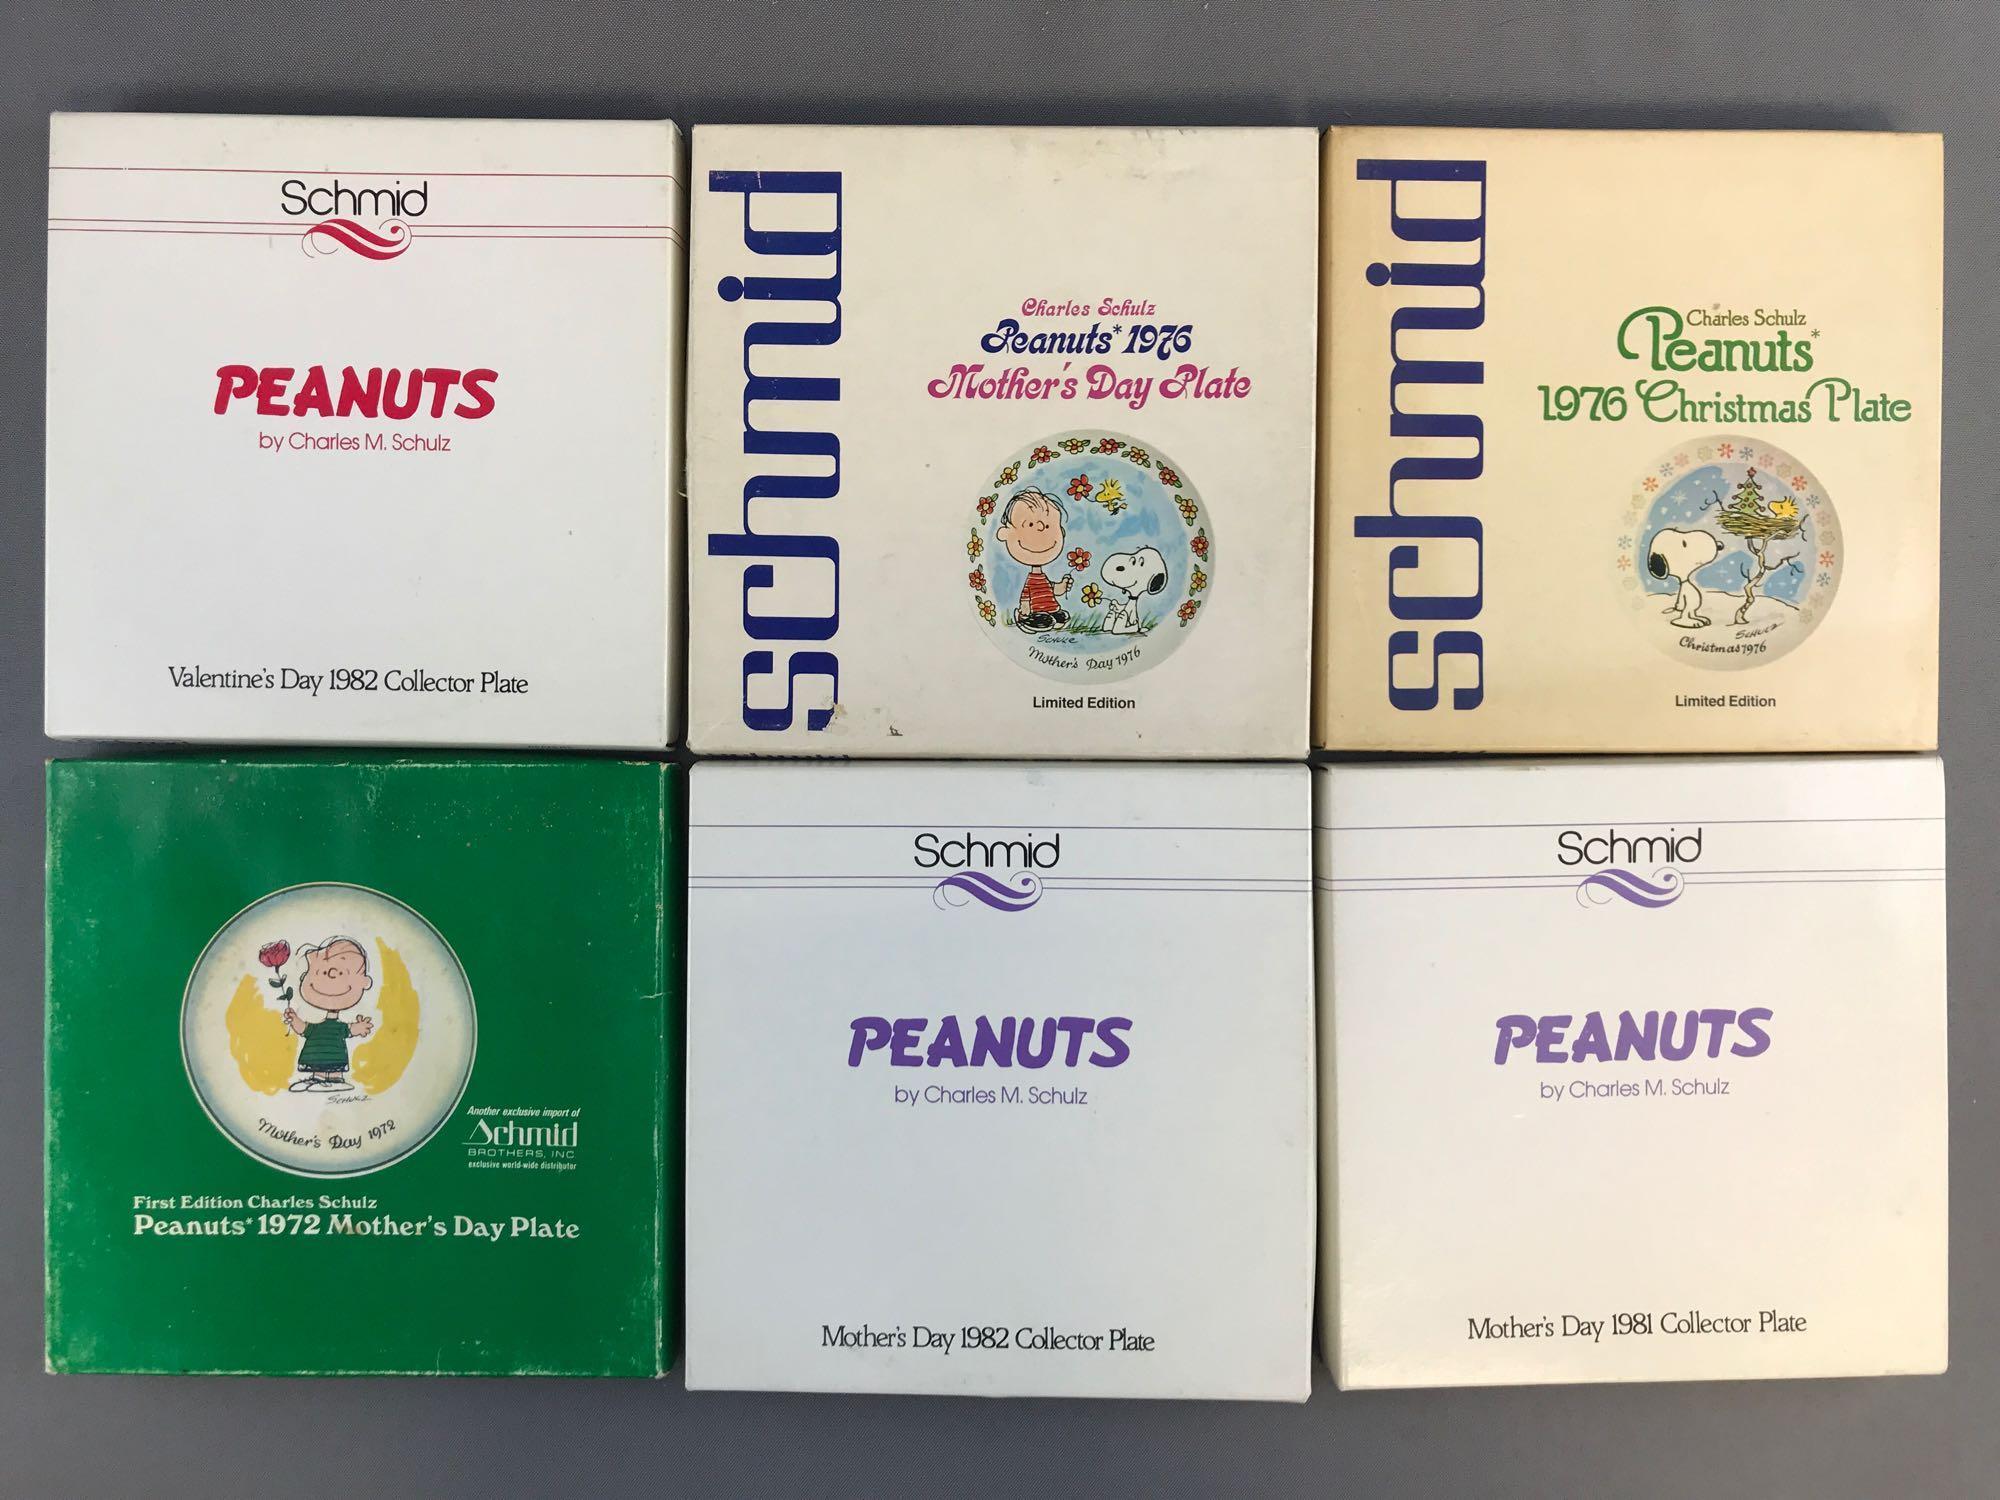 Schmid
PEANUTS
by Charles M. Schulz
Valentine's Day 1982 Collector Plate
schmid
Charles Schulz
Peanuts* 1976
Mother's Day Plate
SCHULZ
Mother's Day 1976
Limited Edition
schmid
Charles Schulz
Peanuts*
1976 Christmas Plate
SCHULZ
Christmas 1976
Limited Edition
SCHULZ
Mother's Day 1972
Another exclusive import of
Schmid
BROTHERS, INC.
exclusive world-wide distributor
First Edition Charles Schulz
Peanuts* 1972 Mother's Day Plate
Schmid
PEANUTS
by Charles M. Schulz
Mother's Day 1982 Collector Plate
Schmid
PEANUTS
by Charles M. Schulz
Mother's Day 1981 Collector Plate